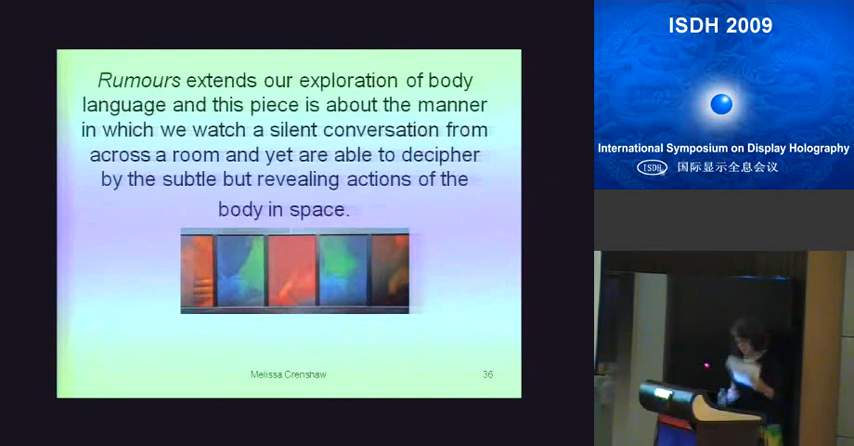 Rumours extends our exploration of body
language and this piece is about the manner
in which we watch a silent conversation from
across a room and yet are able to decipher
by the subtle but revealing actions of the
body in space.
Melissa Crenshaw
36
ISDH 2009
International Symposium on Display Holography
ISDH 国际显示全息会议